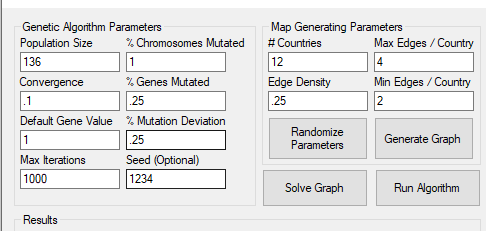 Genetic Algorithm Parameters
Population Size % Chromosomes Mutated
136 1
Convergence % Genes Mutated
.1 .25
Default Gene Value % Mutation Deviation
1 .25
Max Iterations Seed (Optional)
1000 1234
Map Generating Parameters
# Countries Max Edges / Country
12 4
Edge Density Min Edges / Country
.25 2
Randomize
Parameters
Generate Graph
Solve Graph Run Algorithm
Results